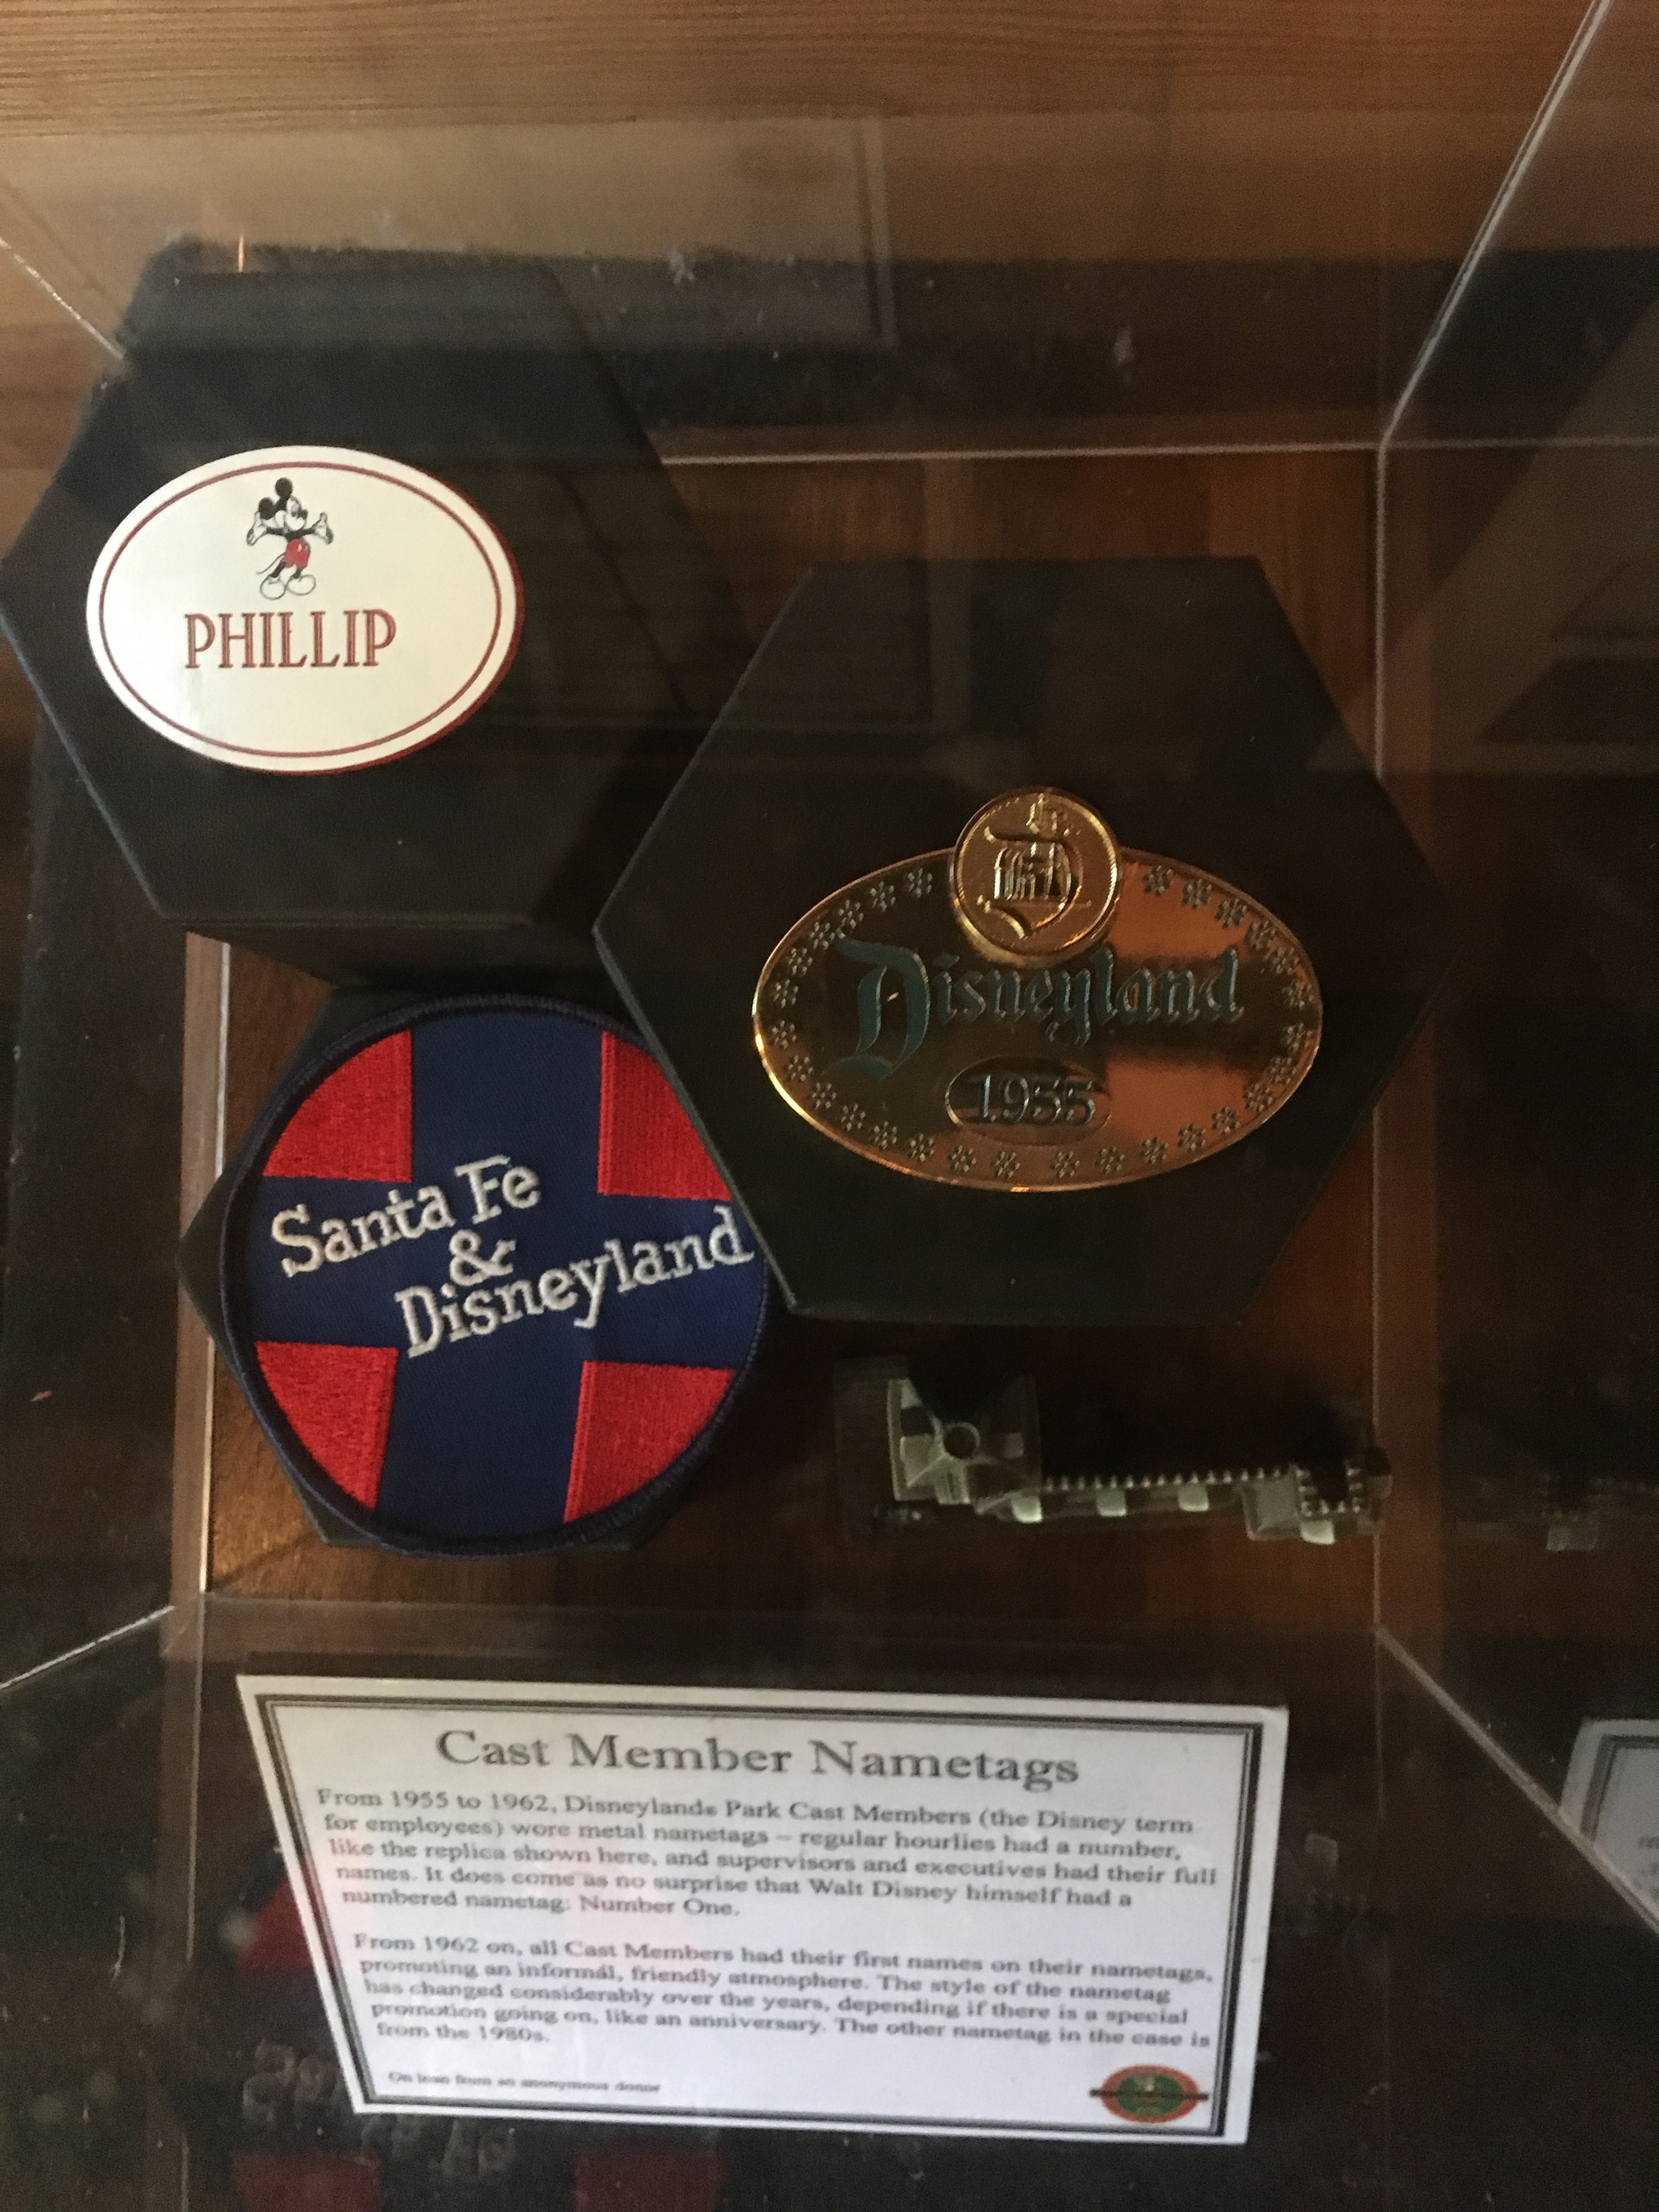 PHILLIP
Disneyland
1955
Santa Fe
&
Disneyland
Cast Member Nametags
From 1955 to 1962, Disneylands Park Cast Members (the Disney term
for employees) wore metal nametags – regular hourlies had a number,
like the replica shown here, and supervisors and executives had their full
names. It does come as no surprise that Walt Disney himself had a
numbered nametag: Number One.
From 1962 on, all Cast Members had their first names on their nametags,
promoting an informal, friendly atmosphere. The style of the nametag
has changed considerably over the years, depending if there is a special
promotion going on, like an anniversary. The other nametag in the case is
from the 1980s.
On loan from an anonymous donor